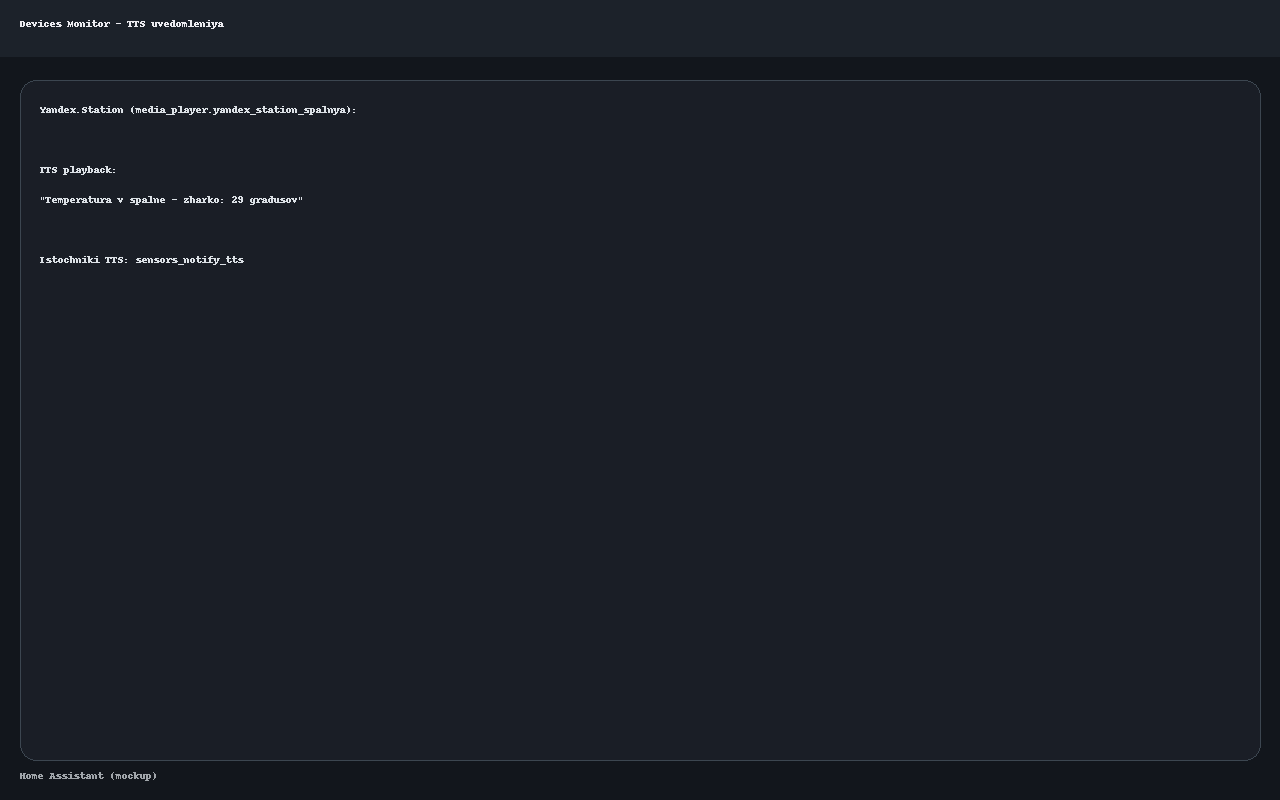 Devices Monitor - TTS uvedomleniya
Yandex.Station (media_player.yandex_station_spalnya):
TTS playback:
"Temperatura v spalne - zharko: 29 gradusov"
Istochniki TTS: sensors_notify_tts
Home Assistant (mockup)